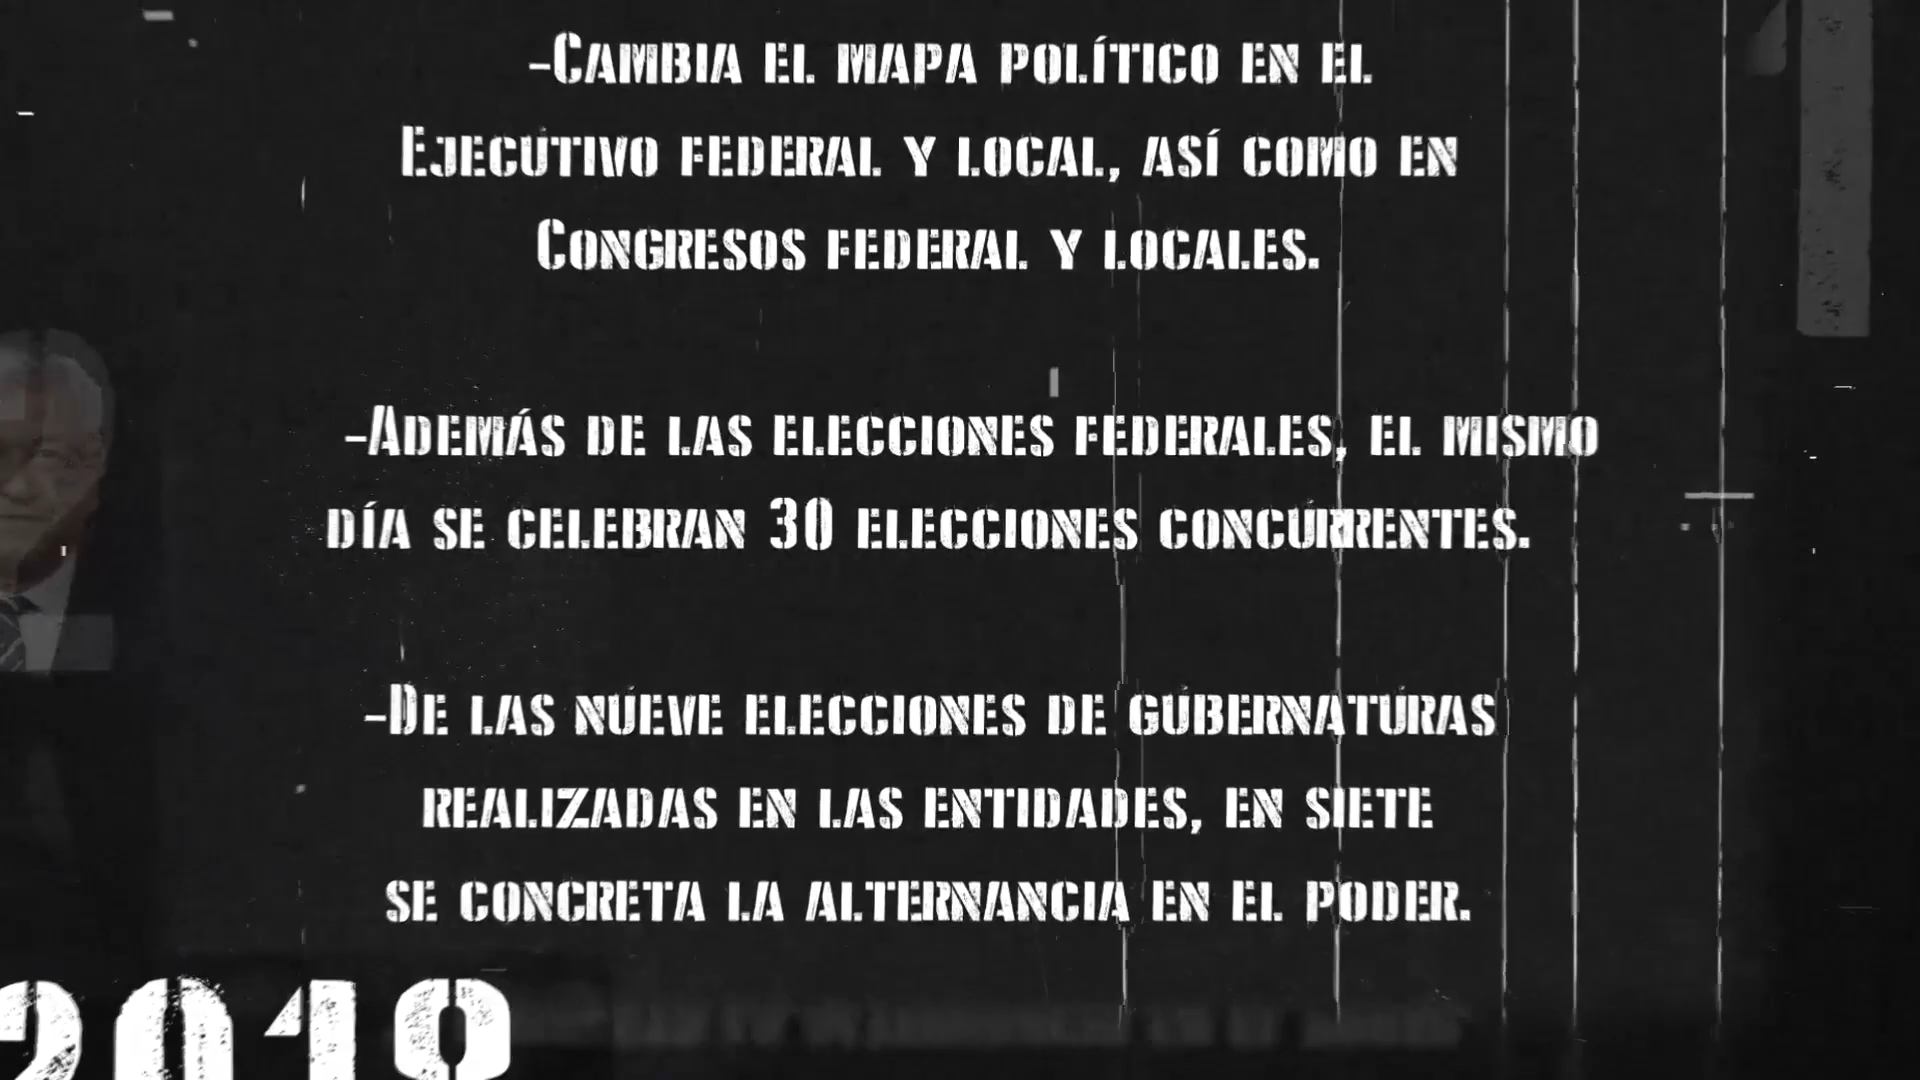 -Cambia el mapa político en el
Ejecutivo federal y local, así como en
Congresos federal y locales.
-Además de las elecciones federales, el mismo
día se celebran 30 elecciones concurrentes.
-De las nueve elecciones de gubernaturas
realizadas en las entidades, en siete
se concreta la alternancia en el poder.
2018